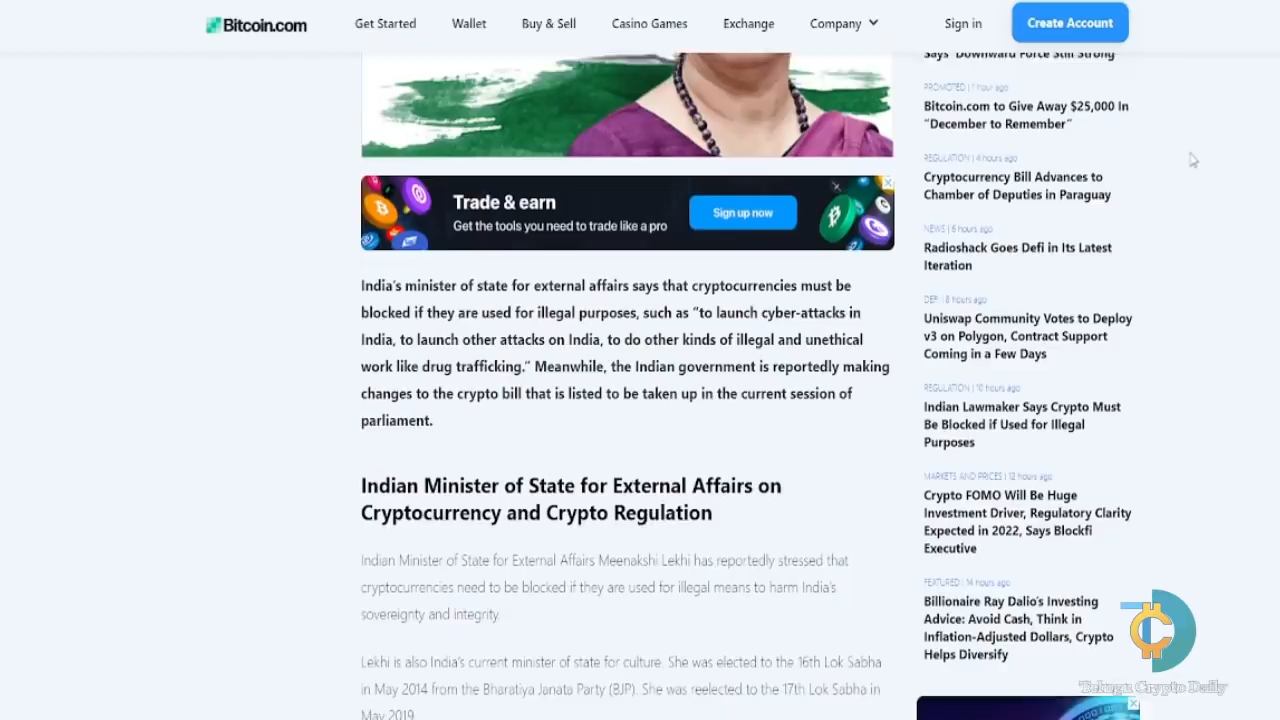 Bitcoin.com
Get Started
Wallet
Buy & Sell
Casino Games
Exchange
Company
Sign in
Create Account
Trade & earn
Get the tools you need to trade like a pro
Sign up now
India's minister of state for external affairs says that cryptocurrencies must be
blocked if they are used for illegal purposes, such as "to launch cyber-attacks in
India, to launch other attacks on India, to do other kinds of illegal and unethical
work like drug trafficking." Meanwhile, the Indian government is reportedly making
changes to the crypto bill that is listed to be taken up in the current session of
parliament.
Indian Minister of State for External Affairs on
Cryptocurrency and Crypto Regulation
Indian Minister of State for External Affairs Meenakshi Lekhi has reportedly stressed that
cryptocurrencies need to be blocked if they are used for illegal means to harm India's
sovereignty and integrity.
Lekhi is also India's current minister of state for culture. She was elected to the 16th Lok Sabha
in May 2014 from the Bharatiya Janata Party (BJP). She was reelected to the 17th Lok Sabha in
May 2019.
Says 'Downward Force Still Strong'
PROMOTED | 1 hour ago
Bitcoin.com to Give Away $25,000 In
"December to Remember"
REGULATION | 4 hours ago
Cryptocurrency Bill Advances to
Chamber of Deputies in Paraguay
NEWS | 6 hours ago
Radioshack Goes Defi in Its Latest
Iteration
DEFI | 8 hours ago
Uniswap Community Votes to Deploy
v3 on Polygon, Contract Support
Coming in a Few Days
REGULATION | 10 hours ago
Indian Lawmaker Says Crypto Must
Be Blocked if Used for Illegal
Purposes
MARKETS AND PRICES | 12 hours ago
Crypto FOMO Will Be Huge
Investment Driver, Regulatory Clarity
Expected in 2022, Says Blockfi
Executive
FEATURED | 14 hours ago
Billionaire Ray Dalio's Investing
Advice: Avoid Cash, Think in
Inflation-Adjusted Dollars, Crypto
Helps Diversify
Telugu Crypto Daily